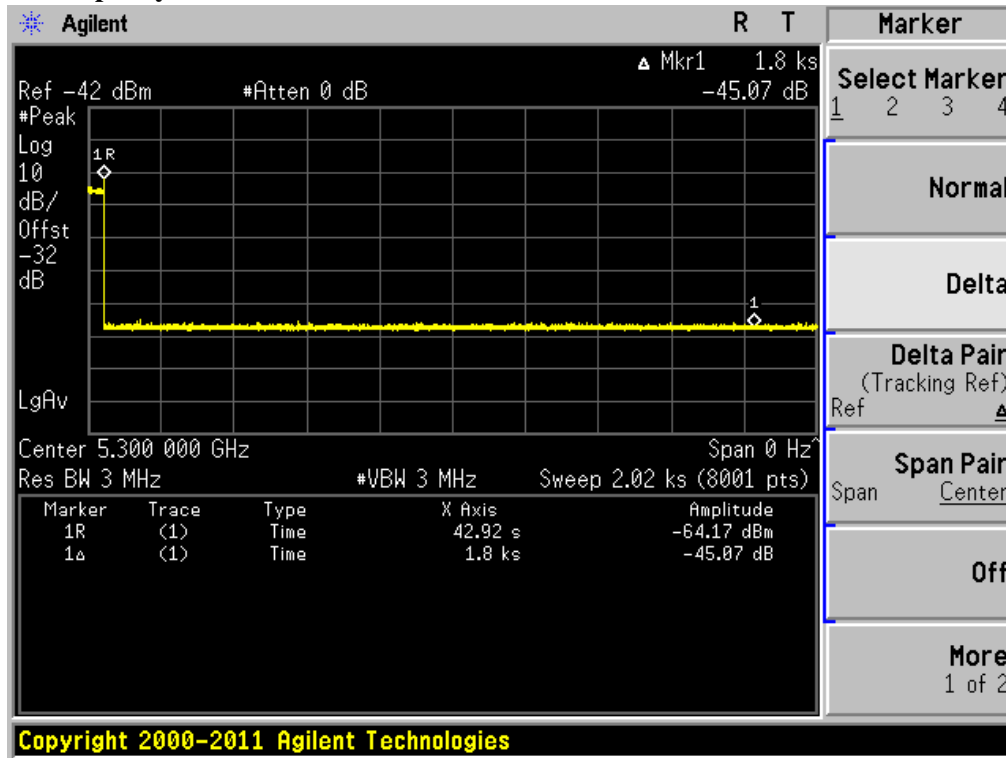 Agilent R T Marker
▵ Mkr1 1.8 ks
Ref -42 dBm #Atten 0 dB -45.07 dB
#Peak
Log
10
dB/
Offst
-32
dB
1R
1
LgAv
Center 5.300 000 GHz Span 0 Hz^
Res BW 3 MHz #VBW 3 MHz Sweep 2.02 ks (8001 pts)
Marker Trace Type X Axis Amplitude
1R (1) Time 42.92 s -64.17 dBm
1▵ (1) Time 1.8 ks -45.07 dB
Select Marker
1 2 3 4
Normal
Delta
Delta Pair
(Tracking Ref)
Ref ▵
Span Pair
Span Center
Off
More
1 of 2
Copyright 2000-2011 Agilent Technologies